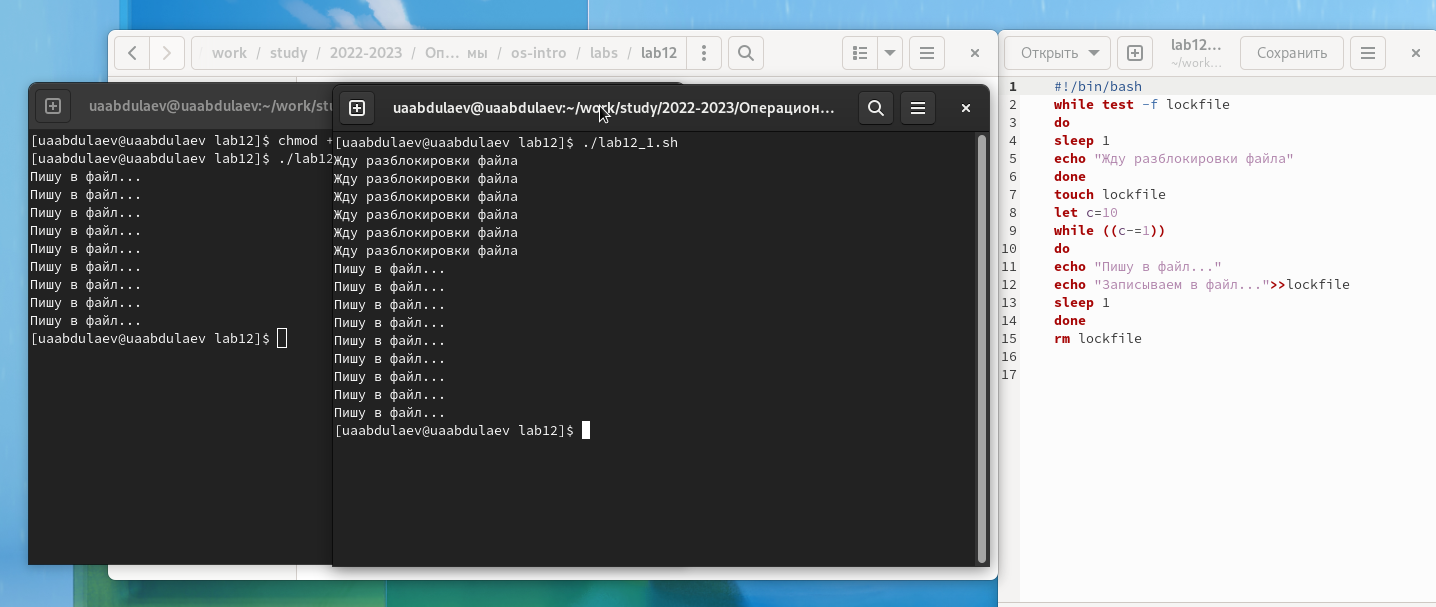 work / study / 2022-2023 / Оп... мы / os-intro / labs / lab12
uaabdulaev@uaabdulaev:~/work/stu
[uaabdulaev@uaabdulaev lab12]$ chmod +
[uaabdulaev@uaabdulaev lab12]$ ./lab12
Пишу в файл...
Пишу в файл...
Пишу в файл...
Пишу в файл...
Пишу в файл...
Пишу в файл...
Пишу в файл...
Пишу в файл...
Пишу в файл...
[uaabdulaev@uaabdulaev lab12]$
uaabdulaev@uaabdulaev:~/work/study/2022-2023/Операцион...
[uaabdulaev@uaabdulaev lab12]$ ./lab12_1.sh
Жду разблокировки файла
Жду разблокировки файла
Жду разблокировки файла
Жду разблокировки файла
Жду разблокировки файла
Жду разблокировки файла
Пишу в файл...
Пишу в файл...
Пишу в файл...
Пишу в файл...
Пишу в файл...
Пишу в файл...
Пишу в файл...
Пишу в файл...
Пишу в файл...
[uaabdulaev@uaabdulaev lab12]$
Открыть
lab12...
~/work...
Сохранить
1 #!/bin/bash
2 while test -f lockfile
3 do
4 sleep 1
5 echo "Жду разблокировки файла"
6 done
7 touch lockfile
8 let c=10
9 while ((c-=1))
10 do
11 echo "Пишу в файл..."
12 echo "Записываем в файл...">>lockfile
13 sleep 1
14 done
15 rm lockfile
16
17